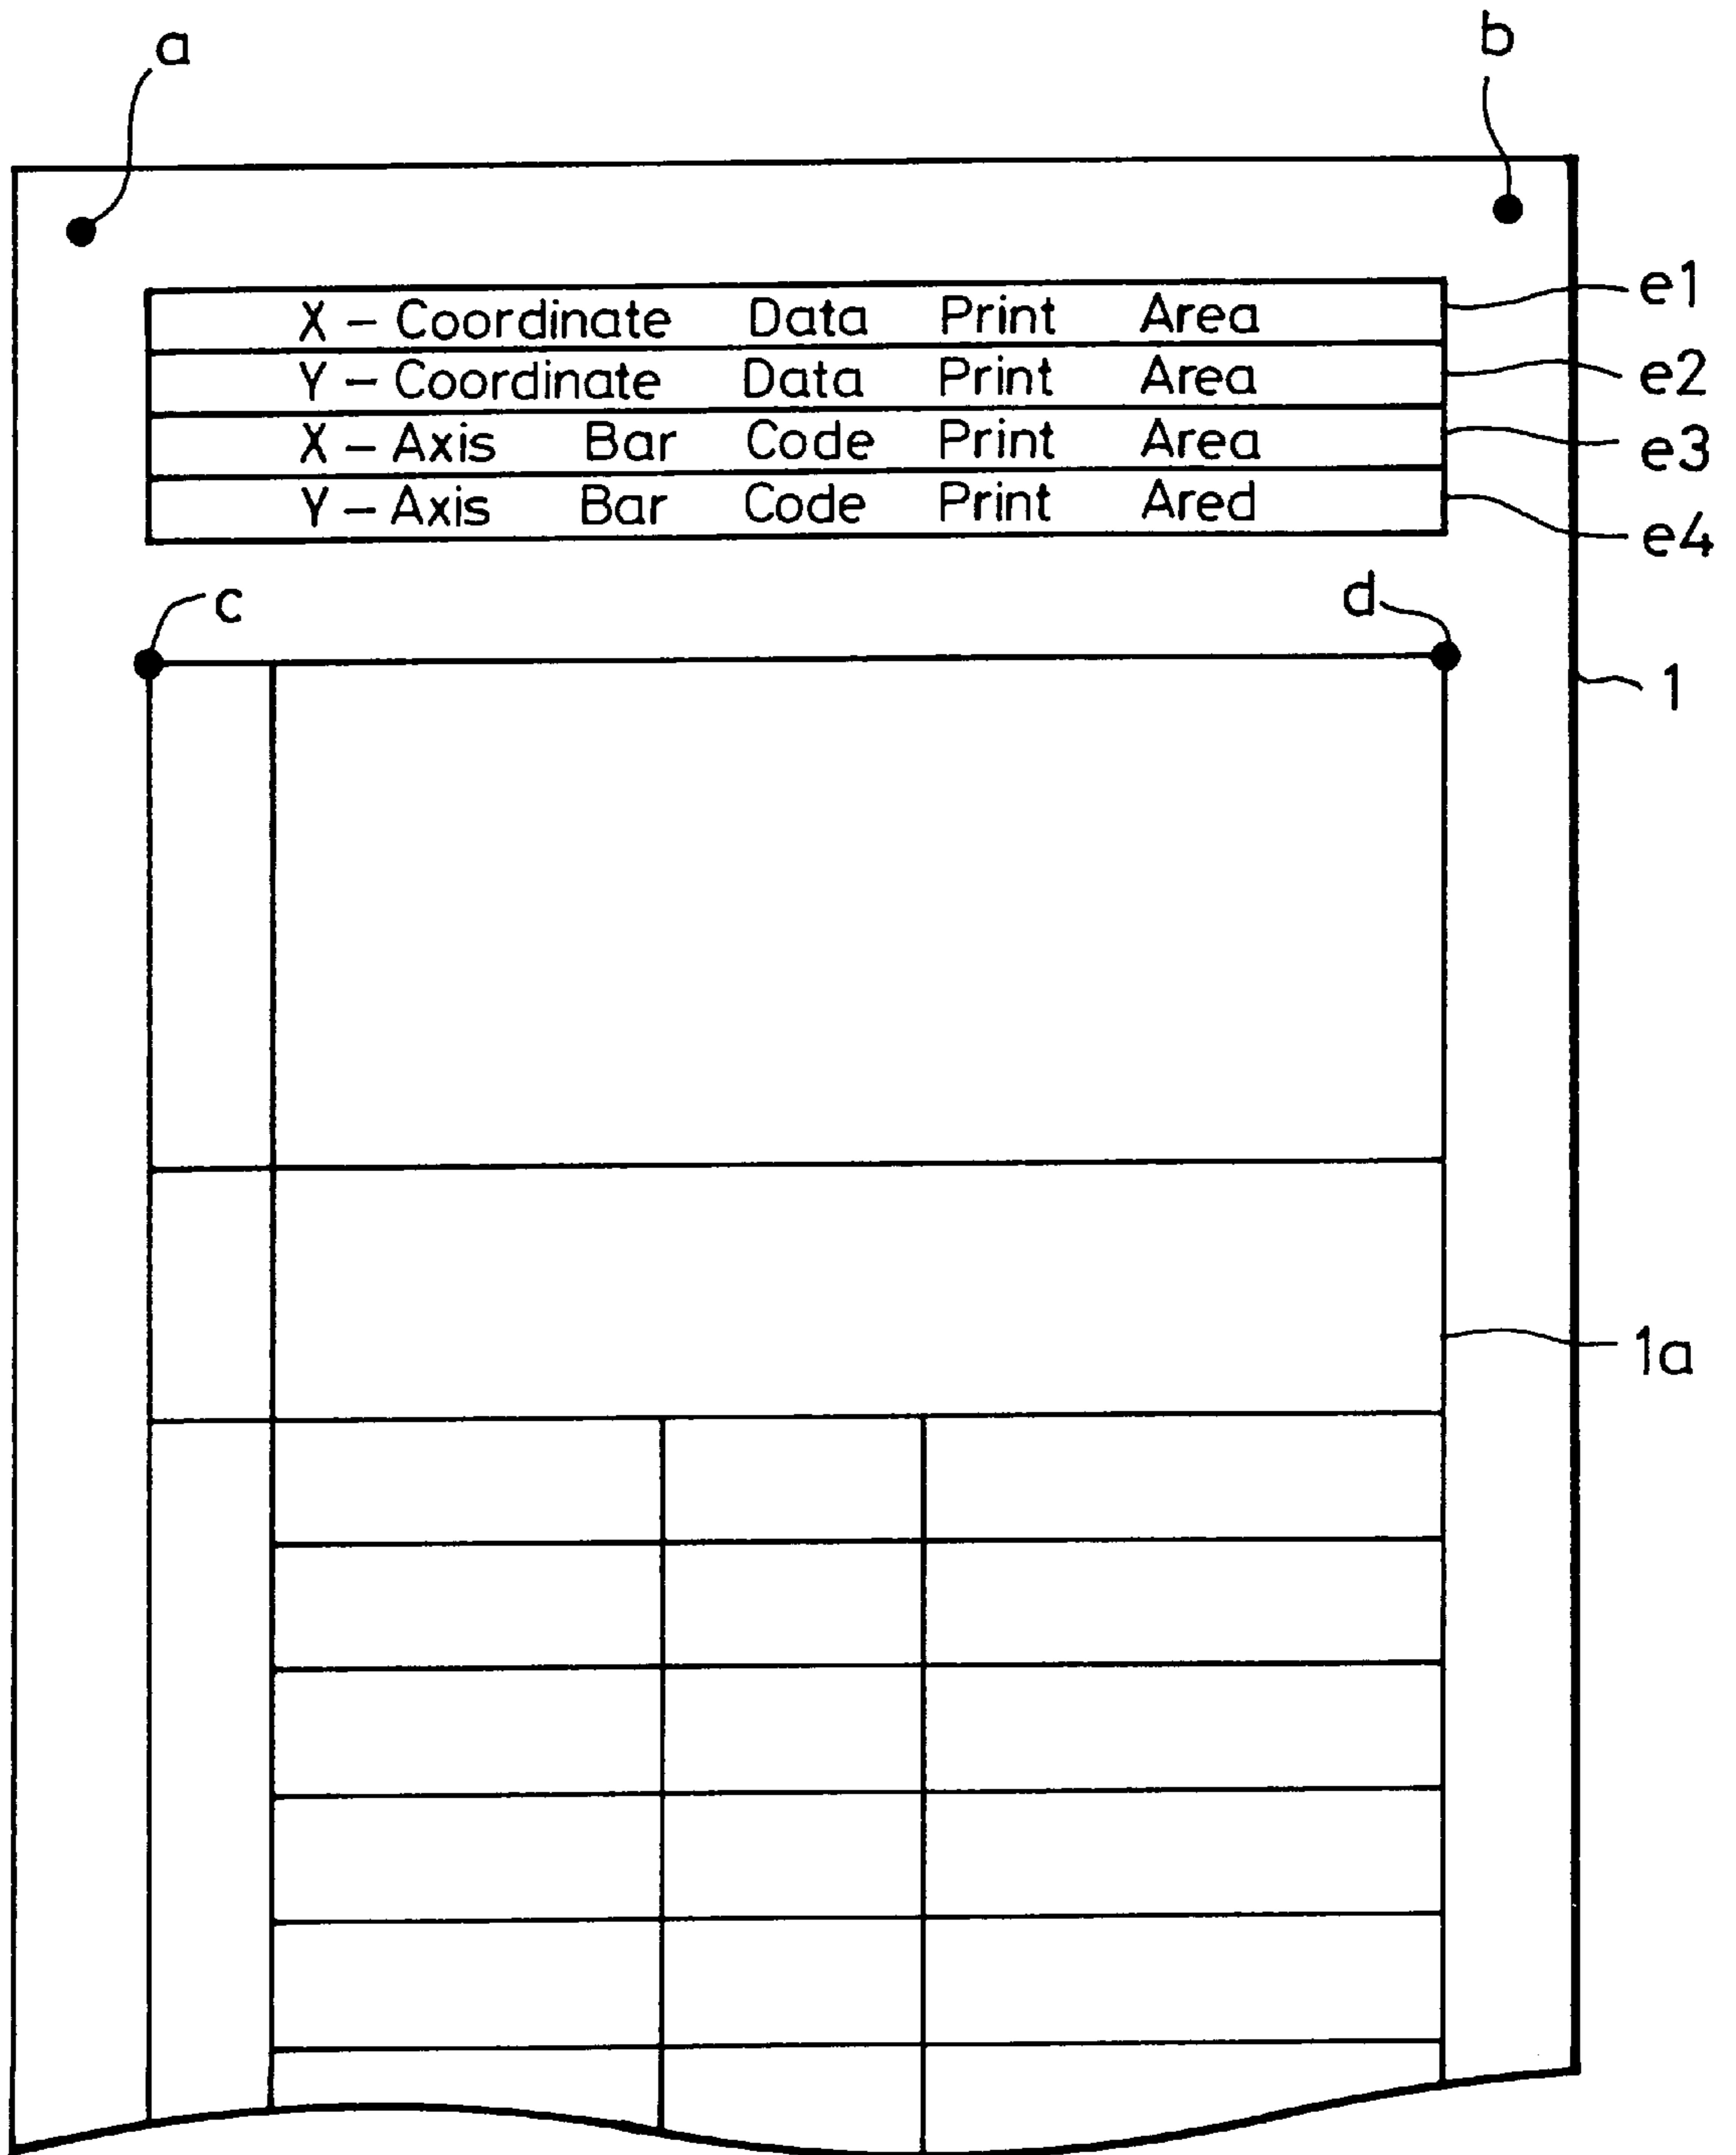 a
b
X – Coordinate Data Print Area
e1
Y – Coordinate Data Print Area
e2
X – Axis Bar Code Print Area
e3
Y – Axis Bar Code Print Ared
e4
c
d
1
1a